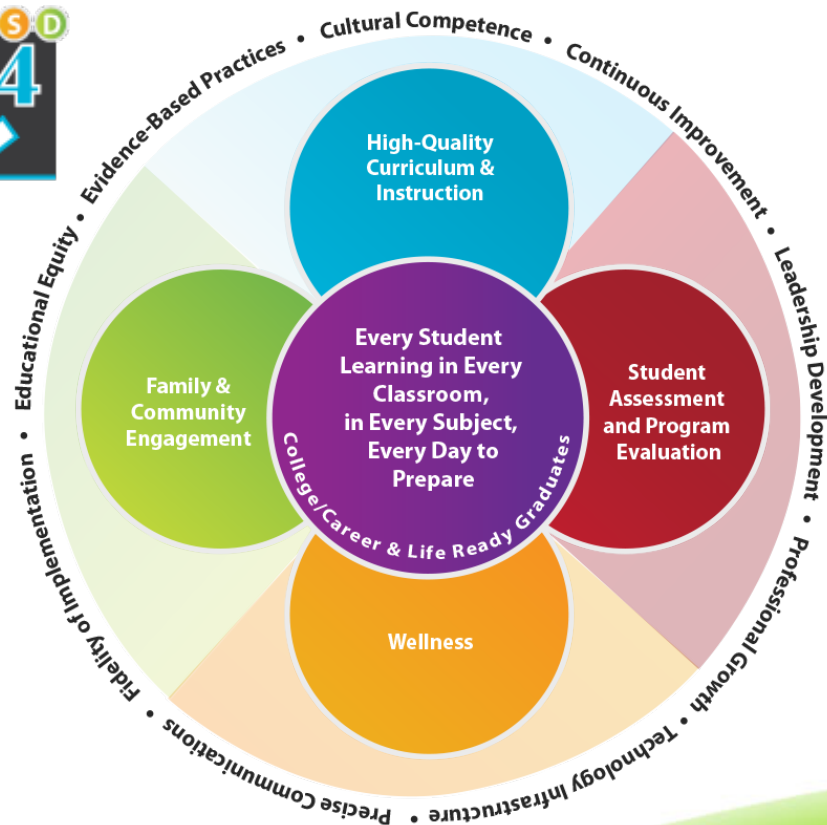 S D
4
Cultural Competence • Continuous Improvement • Leadership Development • Professional Growth • Technology Infrastructure • Precise Communications • Fidelity of Implementation • Educational Equity • Evidence-Based Practices •
High-Quality
Curriculum &
Instruction
Family &
Community
Engagement
Every Student
Learning in Every
Classroom,
in Every Subject,
Every Day to
Prepare
College/Career & Life Ready Graduates
Student
Assessment
and Program
Evaluation
Wellness